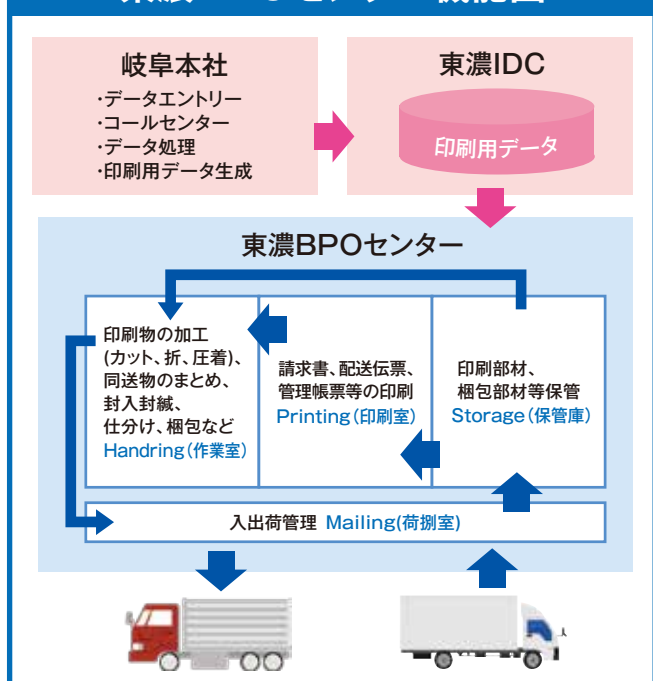 岐阜本社
・データエントリー
・コールセンター
・データ処理
・印刷用データ生成
東濃IDC
印刷用データ
東濃BPOセンター
印刷物の加工
(カット、折、圧着)、
同送物のまとめ、
封入封緘、
仕分け、梱包など
Handring(作業室)
請求書、配送伝票、
管理帳票等の印刷
Printing(印刷室)
印刷部材、
梱包部材等保管
Storage(保管庫)
入出荷管理 Mailing(荷捌室)